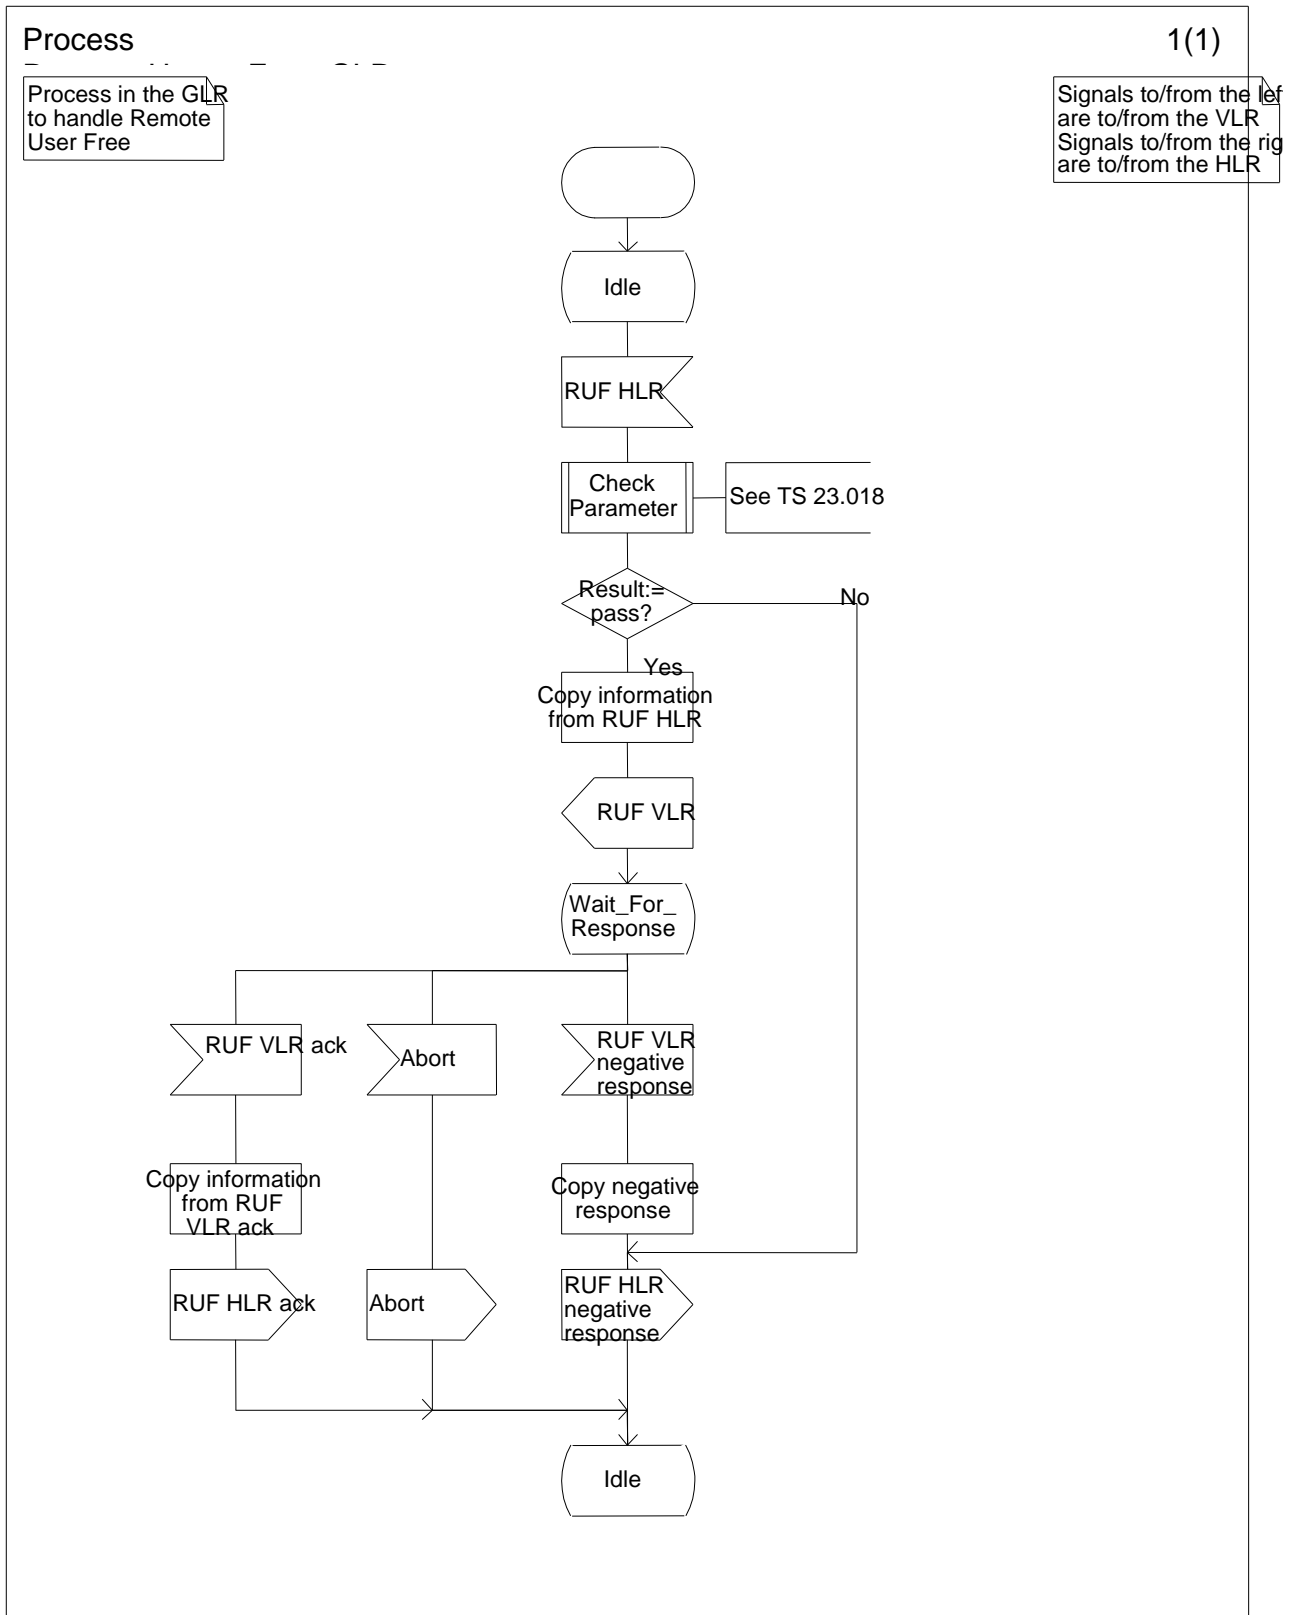 Process
1(1)
Process in the GLR
to handle Remote
User Free
Signals to/from the lef
are to/from the VLR
Signals to/from the rig
are to/from the HLR
Idle
RUF HLR
Check
Parameter
See TS 23.018
Result:=
pass?
No
Yes
Copy information
from RUF HLR
RUF VLR
Wait_For_
Response
RUF VLR ack
Abort
RUF VLR
negative
response
Copy information
from RUF
VLR ack
Copy negative
response
RUF HLR ack
Abort
RUF HLR
negative
response
Idle